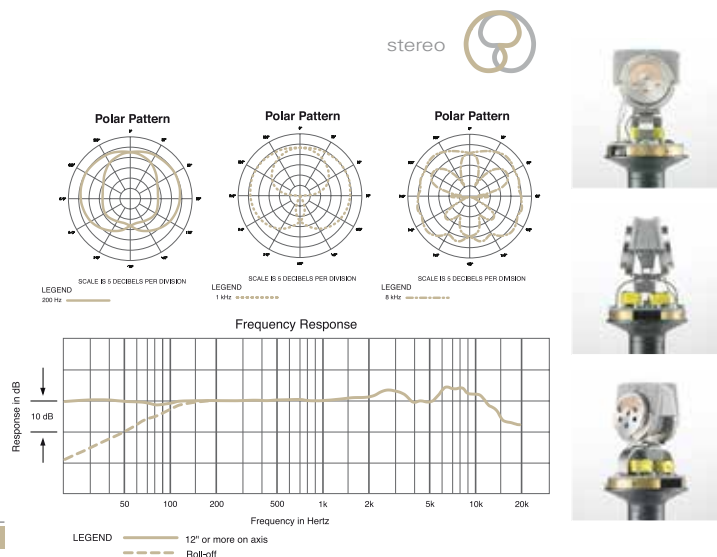 stereo
Polar Pattern
Polar Pattern
Polar Pattern
SCALE IS 5 DECIBELS PER DIVISION
SCALE IS 5 DECIBELS PER DIVISION
SCALE IS 5 DECIBELS PER DIVISION
LEGEND
200 Hz
LEGEND
1 kHz
LEGEND
8 kHz
Frequency Response
Response in dB
10 dB
50 100 200 500 1k 2k 5k 10k 20k
Frequency in Hertz
LEGEND 12" or more on axis
Roll-off